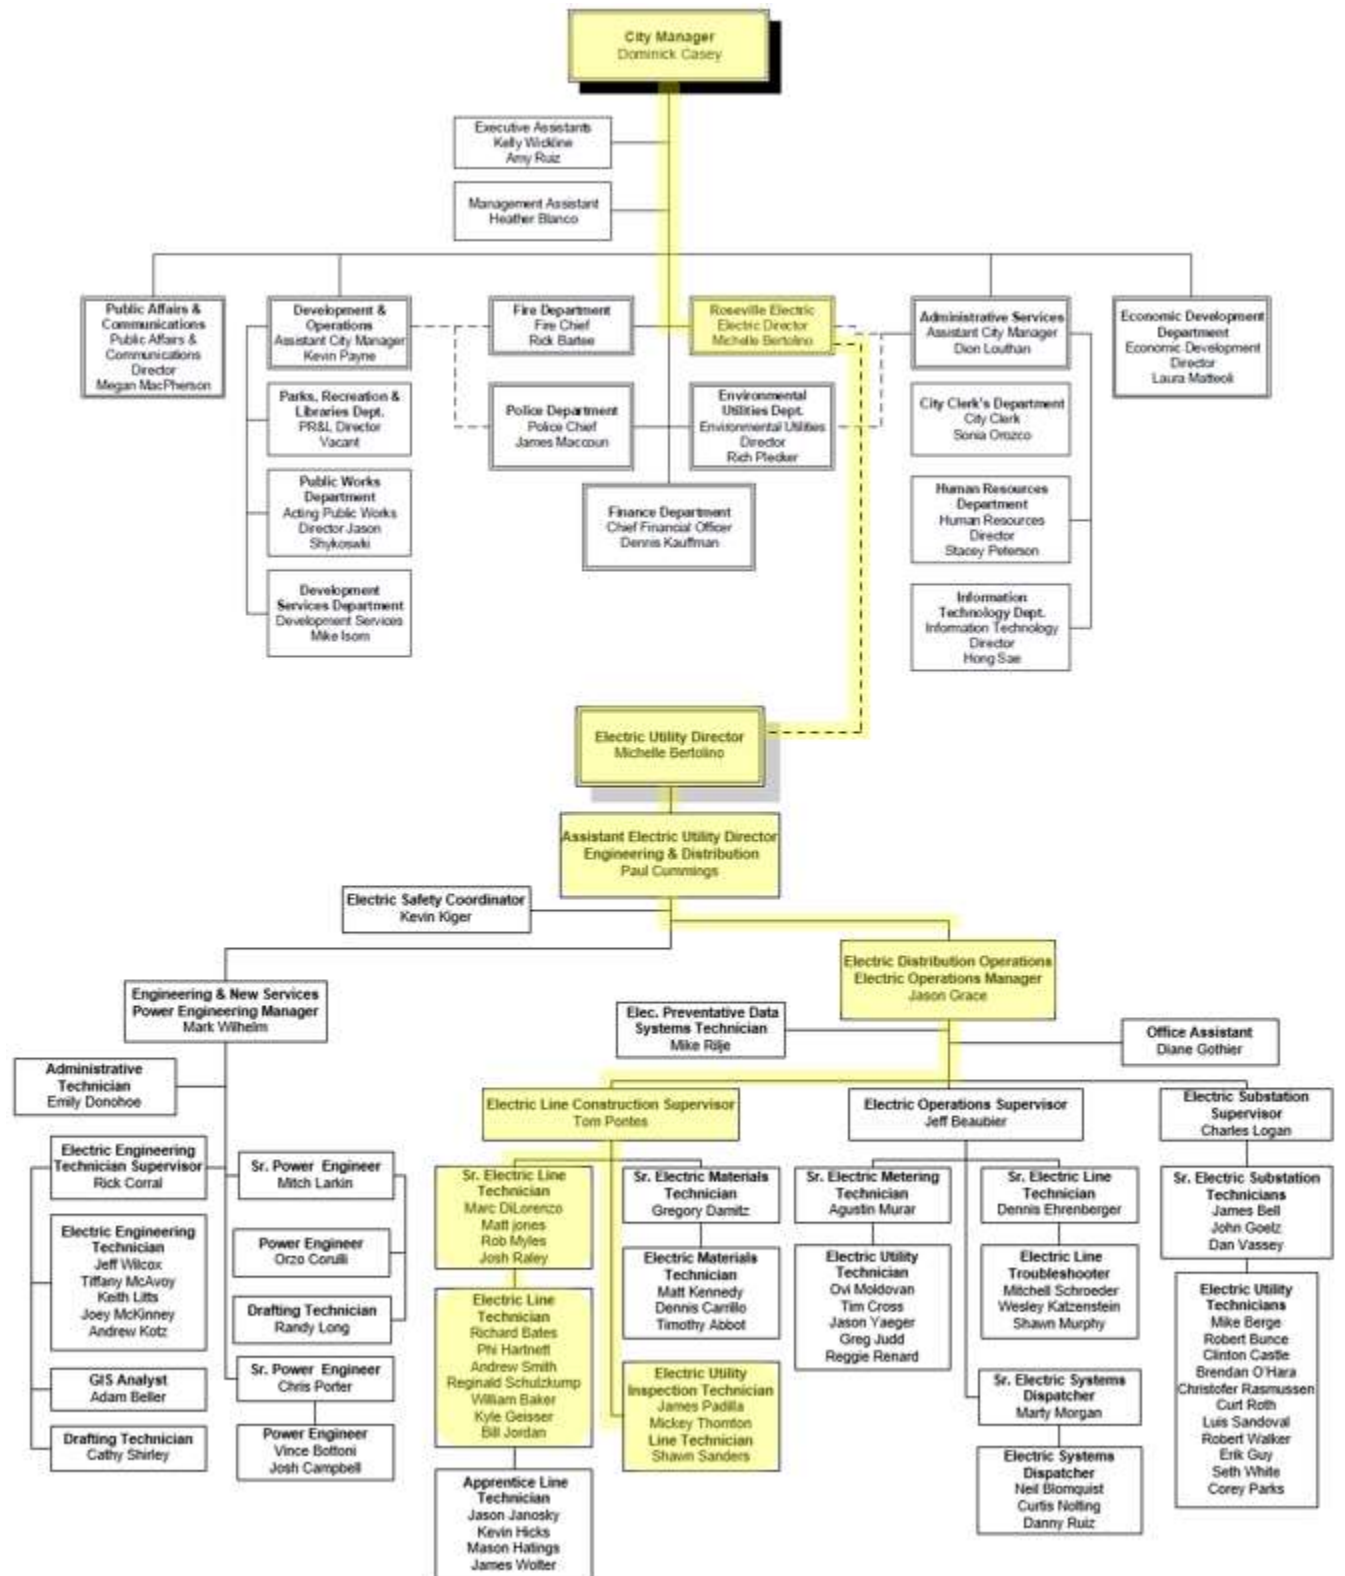 City Manager
Dominick Casey
Executive Assistants
Kelly Wickline
Amy Ruiz
Management Assistant
Heather Blanco
Public Affairs &
Communications
Public Affairs &
Communications
Director
Megan MacPherson
Development &
Operations
Assistant City Manager
Kevin Payne
Fire Department
Fire Chief
Rick Bartee
Roseville Electric
Electric Director
Michelle Bertolino
Administrative Services
Assistant City Manager
Dion Louthan
Economic Development
Department
Economic Development
Director
Laura Matteoli
Parks, Recreation &
Libraries Dept.
PR&L Director
Vacant
Police Department
Police Chief
James Maccoun
Environmental
Utilities Dept.
Environmental Utilities
Director
Rich Plecker
City Clerk's Department
City Clerk
Sonia Orozco
Public Works
Department
Acting Public Works
Director Jason
Shykoswki
Finance Department
Chief Financial Officer
Dennis Kauffman
Human Resources
Department
Human Resources
Director
Stacey Peterson
Development
Services Department
Development Services
Mike Isom
Information
Technology Dept.
Information Technology
Director
Hong Sae
Electric Utility Director
Michelle Bertolino
Assistant Electric Utility Director
Engineering & Distribution
Paul Cummings
Electric Safety Coordinator
Kevin Kiger
Electric Distribution Operations
Electric Operations Manager
Jason Grace
Engineering & New Services
Power Engineering Manager
Mark Wilhelm
Elec. Preventative Data
Systems Technician
Mike Rilje
Office Assistant
Diane Gothier
Administrative
Technician
Emily Donohoe
Electric Line Construction Supervisor
Tom Pontes
Electric Operations Supervisor
Jeff Beaubier
Electric Substation
Supervisor
Charles Logan
Electric Engineering
Technician Supervisor
Rick Corral
Sr. Power Engineer
Mitch Larkin
Sr. Electric Line
Technician
Marc DiLorenzo
Matt jones
Rob Myles
Josh Raley
Sr. Electric Materials
Technician
Gregory Damitz
Sr. Electric Metering
Technician
Agustin Murar
Sr. Electric Line
Technician
Dennis Ehrenberger
Sr. Electric Substation
Technicians
James Bell
John Goelz
Dan Vassey
Electric Engineering
Technician
Jeff Wilcox
Tiffany McAvoy
Keith Litts
Joey McKinney
Andrew Kotz
Power Engineer
Orzo Corulli
Drafting Technician
Randy Long
Electric Line
Technician
Richard Bates
Phi Hartnett
Andrew Smith
Reginald Schulzkump
William Baker
Kyle Geisser
Bill Jordan
Electric Materials
Technician
Matt Kennedy
Dennis Carrillo
Timothy Abbot
Electric Utility
Technician
Ovi Moldovan
Tim Cross
Jason Yaeger
Greg Judd
Reggie Renard
Electric Line
Troubleshooter
Mitchell Schroeder
Wesley Katzenstein
Shawn Murphy
Electric Utility
Technicians
Mike Berge
Robert Bunce
Clinton Castle
Brendan O'Hara
Christofer Rasmussen
Curt Roth
Luis Sandoval
Robert Walker
Erik Guy
Seth White
Corey Parks
GIS Analyst
Adam Beller
Sr. Power Engineer
Chris Porter
Electric Utility
Inspection Technician
James Padilla
Mickey Thornton
Line Technician
Shawn Sanders
Sr. Electric Systems
Dispatcher
Marty Morgan
Drafting Technician
Cathy Shirley
Power Engineer
Vince Bottoni
Josh Campbell
Apprentice Line
Technician
Jason Janosky
Kevin Hicks
Mason Hatings
James Wolter
Electric Systems
Dispatcher
Neil Blomquist
Curtis Nolting
Danny Ruiz